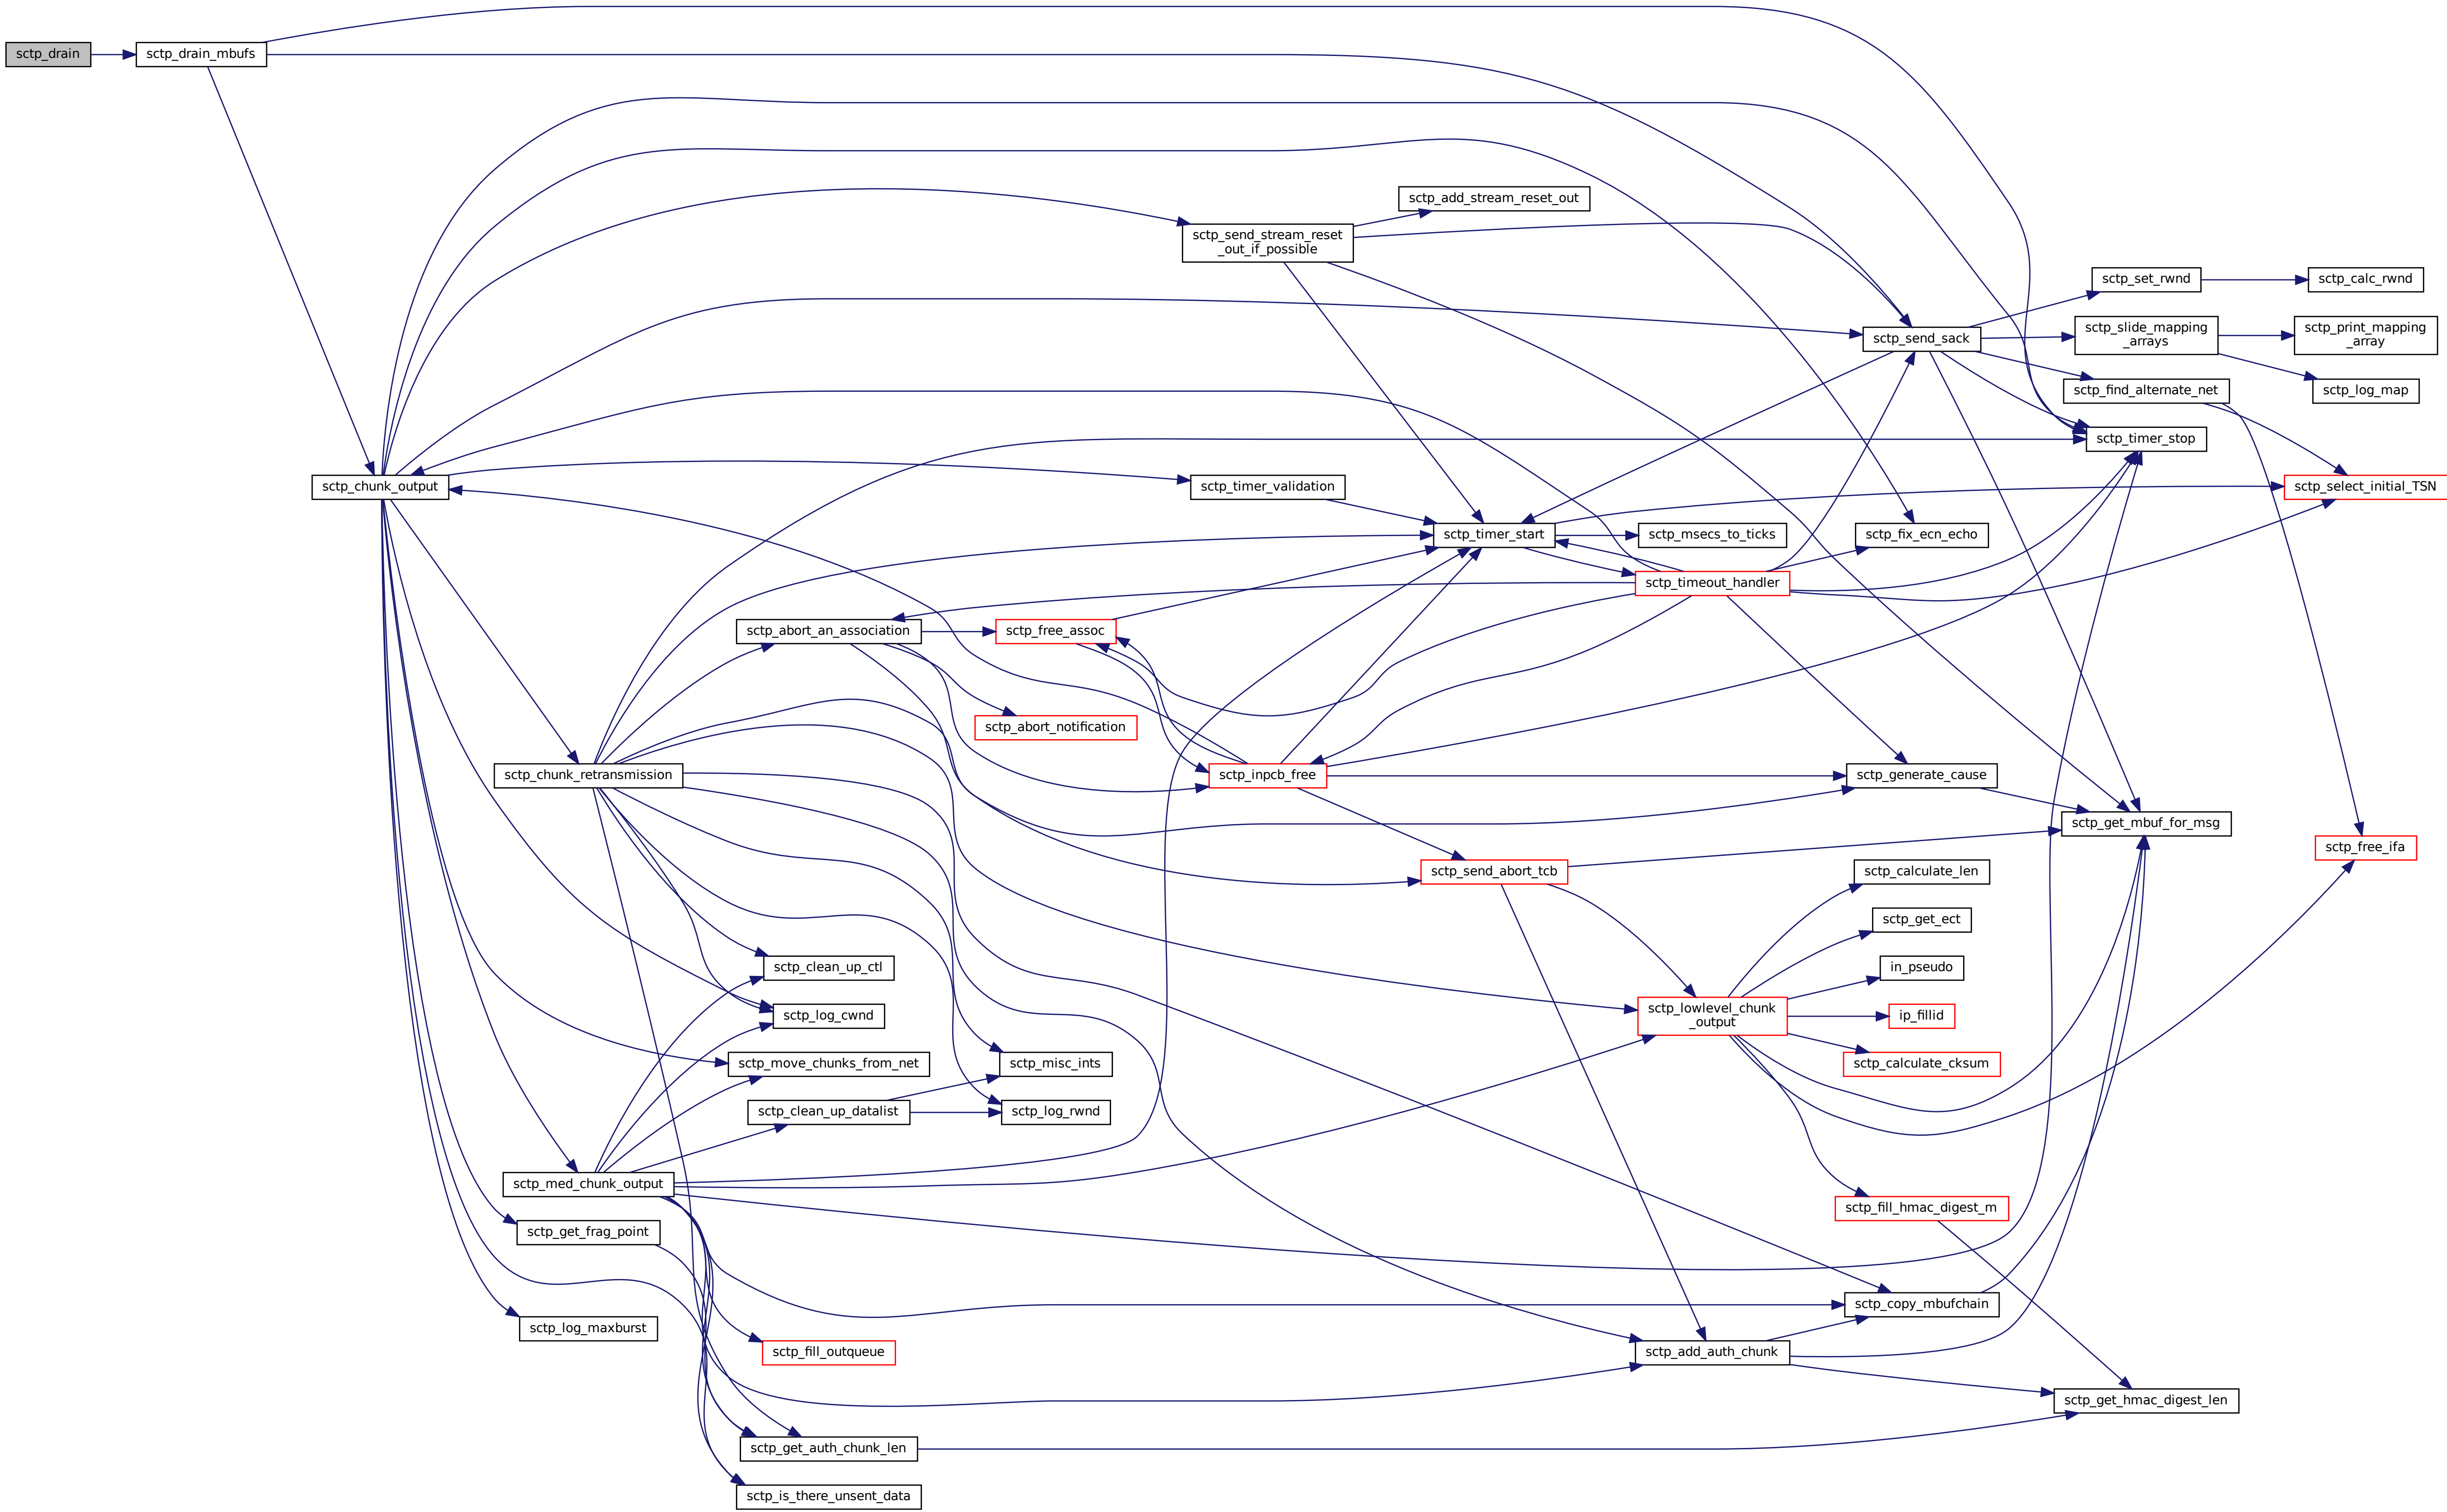 sctp_drain
sctp_drain_mbufs
sctp_add_stream_reset_out
sctp_send_stream_reset
_out_if_possible
sctp_set_rwnd
sctp_calc_rwnd
sctp_send_sack
sctp_slide_mapping
_arrays
sctp_print_mapping
_array
sctp_find_alternate_net
sctp_log_map
sctp_timer_stop
sctp_chunk_output
sctp_timer_validation
sctp_select_initial_TSN
sctp_timer_start
sctp_msecs_to_ticks
sctp_fix_ecn_echo
sctp_timeout_handler
sctp_abort_an_association
sctp_free_assoc
sctp_abort_notification
sctp_chunk_retransmission
sctp_inpcb_free
sctp_generate_cause
sctp_get_mbuf_for_msg
sctp_free_ifa
sctp_send_abort_tcb
sctp_calculate_len
sctp_get_ect
sctp_clean_up_ctl
in_pseudo
sctp_log_cwnd
sctp_lowlevel_chunk
_output
ip_fillid
sctp_move_chunks_from_net
sctp_misc_ints
sctp_calculate_cksum
sctp_clean_up_datalist
sctp_log_rwnd
sctp_med_chunk_output
sctp_fill_hmac_digest_m
sctp_get_frag_point
sctp_copy_mbufchain
sctp_log_maxburst
sctp_fill_outqueue
sctp_add_auth_chunk
sctp_get_hmac_digest_len
sctp_get_auth_chunk_len
sctp_is_there_unsent_data